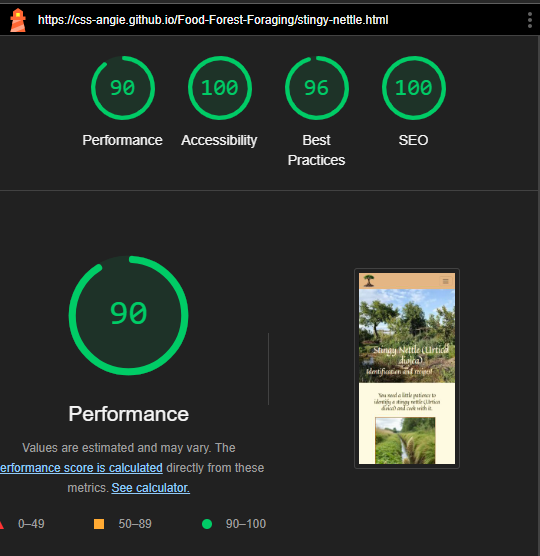 https://css-angie.github.io/Food-Forest-Foraging/stingy-nettle.html
90
100
96
100
Performance
Accessibility
Best
Practices
SEO
90
Performance
Values are estimated and may vary. The
erformance score is calculated directly from these
metrics. See calculator.
0–49
50–89
90–100
Stingy Nettle (Urtica
divica)
Identification and recipes!
You need a little patience to
identify a stingy nettle (Urtica
divica) and cook with it.